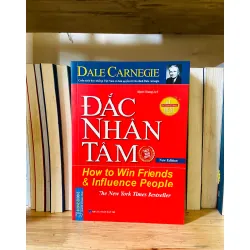 DALE CARNEGIE
ĐẮC
NHÂN
TÂM
New Edition
How to Win Friends
& Influence People
The New York Times Bestseller